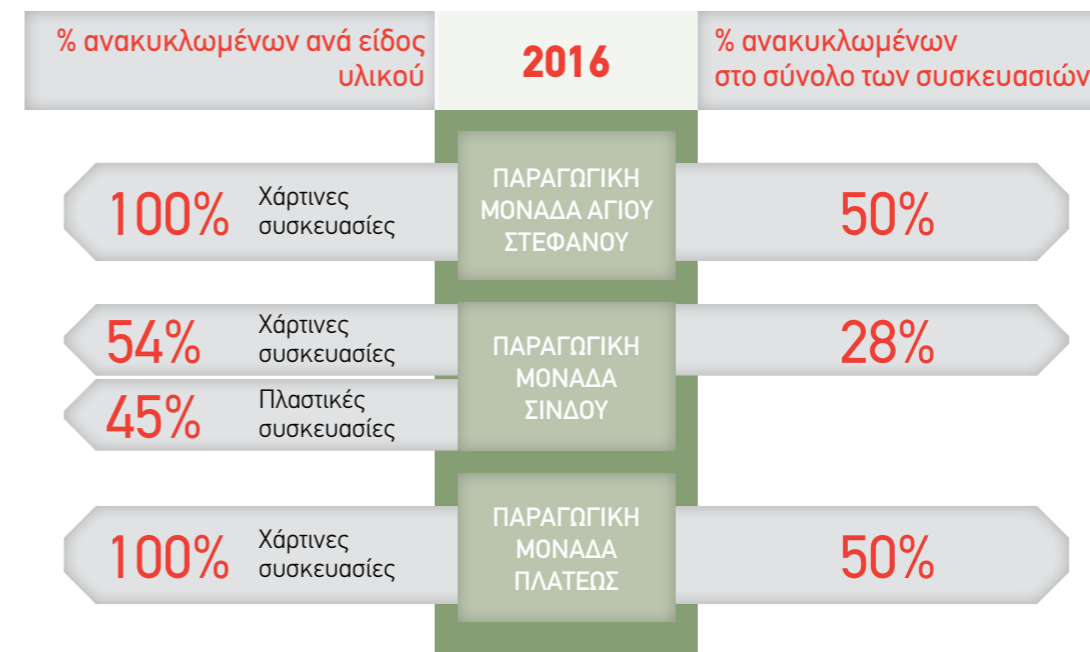 % ανακυκλωμένων ανά είδος
υλικού
2016
% ανακυκλωμένων
στο σύνολο των συσκευασιών
100%
Χάρτινες
συσκευασίες
ΠΑΡΑΓΩΓΙΚΗ
ΜΟΝΑΔΑ ΑΓΙΟΥ
ΣΤΕΦΑΝΟΥ
50%
54%
Χάρτινες
συσκευασίες
45%
Πλαστικές
συσκευασίες
ΠΑΡΑΓΩΓΙΚΗ
ΜΟΝΑΔΑ
ΣΙΝΔΟΥ
28%
100%
Χάρτινες
συσκευασίες
ΠΑΡΑΓΩΓΙΚΗ
ΜΟΝΑΔΑ
ΠΛΑΤΕΩΣ
50%